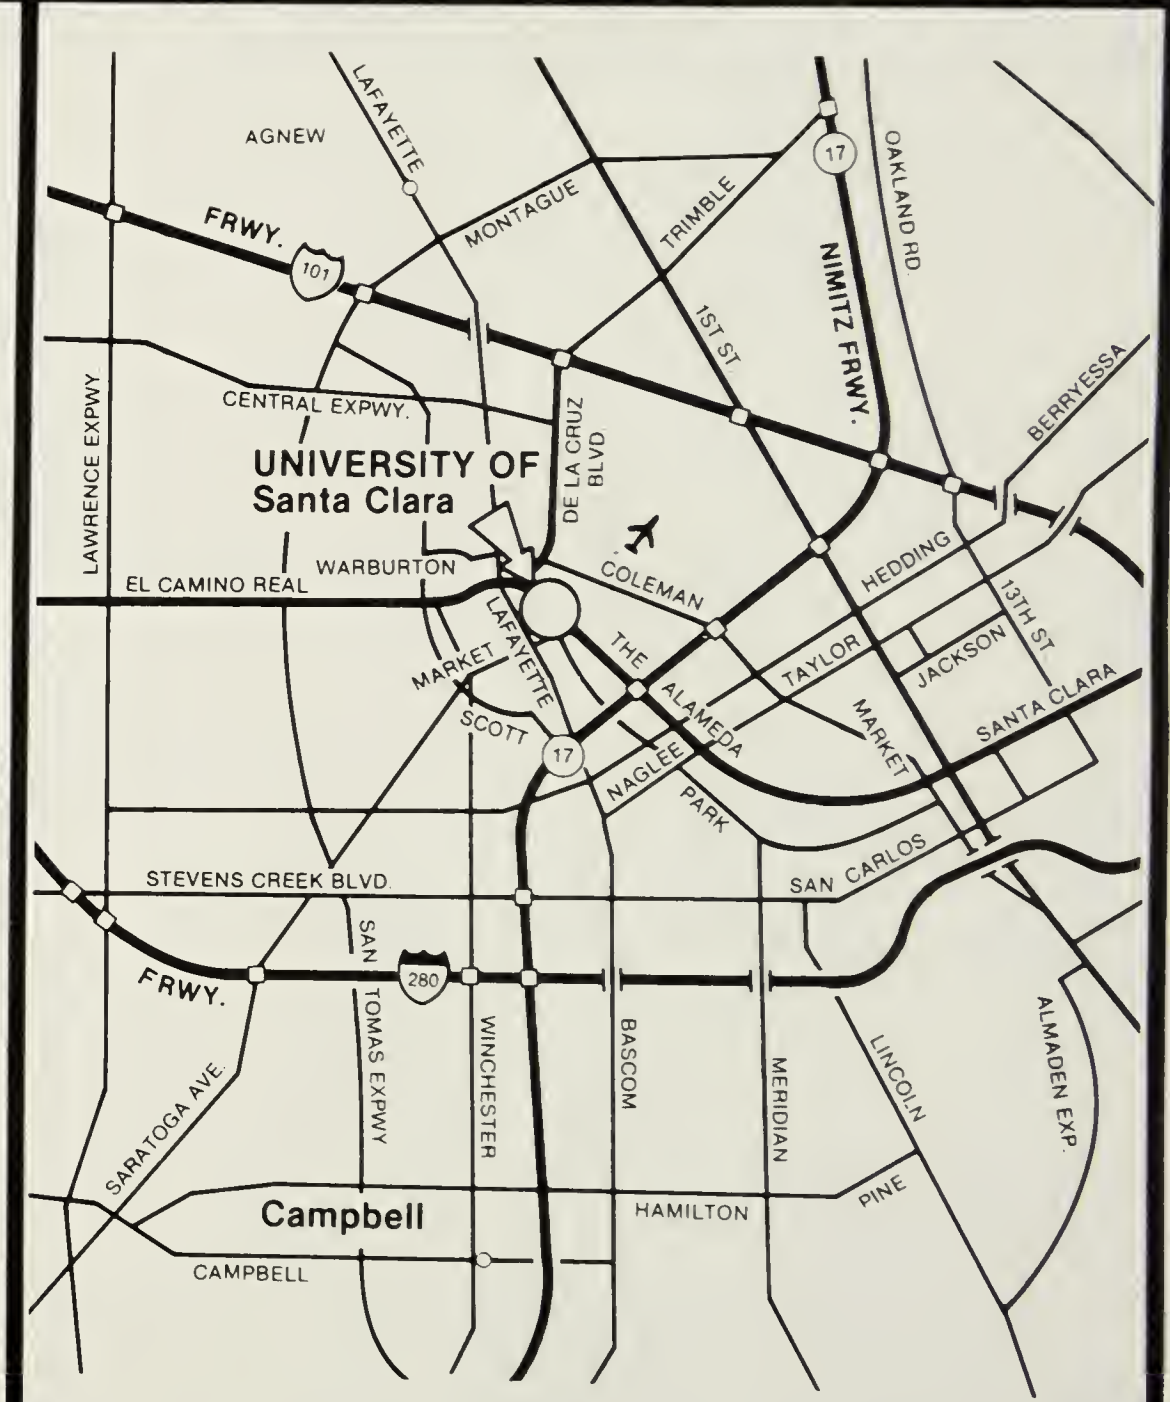 LAFAYETTE
AGNEW
17
OAKLAND RD.
MONTAGUE
TRIMBLE
FRWY.
101
NIMITZ FRWY.
1ST ST.
BERRYESSA
LAWRENCE EXPWY.
CENTRAL EXPWY.
DE LA CRUZ
BLVD.
UNIVERSITY OF
Santa Clara
WARBURTON
EL CAMINO REAL
COLEMAN
HEDDING
13TH ST.
LAFAYETTE
THE ALAMEDA
TAYLOR
JACKSON
MARKET
SCOTT
MARKET
SANTA CLARA
17
NAGLEE
PARK
STEVENS CREEK BLVD.
SAN CARLOS
FRWY.
280
SAN TOMAS EXPWY
WINCHESTER
BASCOM
MERIDIAN
LINCOLN
ALMADEN EXP.
SARATOGA AVE.
Campbell
HAMILTON
PINE
CAMPBELL